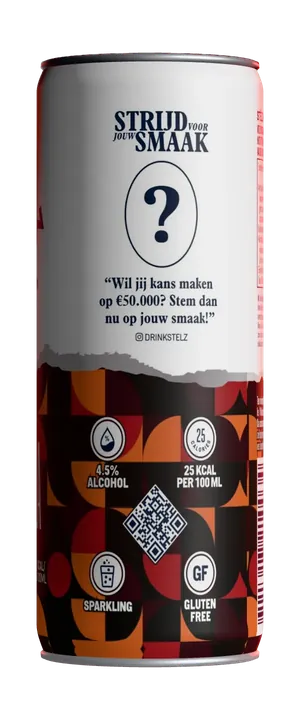 STRIJD VOOR
JOUW SMAAK
?
“Wil jij kans maken
op €50.000? Stem dan
nu op jouw smaak!”
DRINKSTELZ
25
CALORIES
4.5%
ALCOHOL
25 KCAL
PER 100 ML
GF
SPARKLING
GLUTEN
FREE